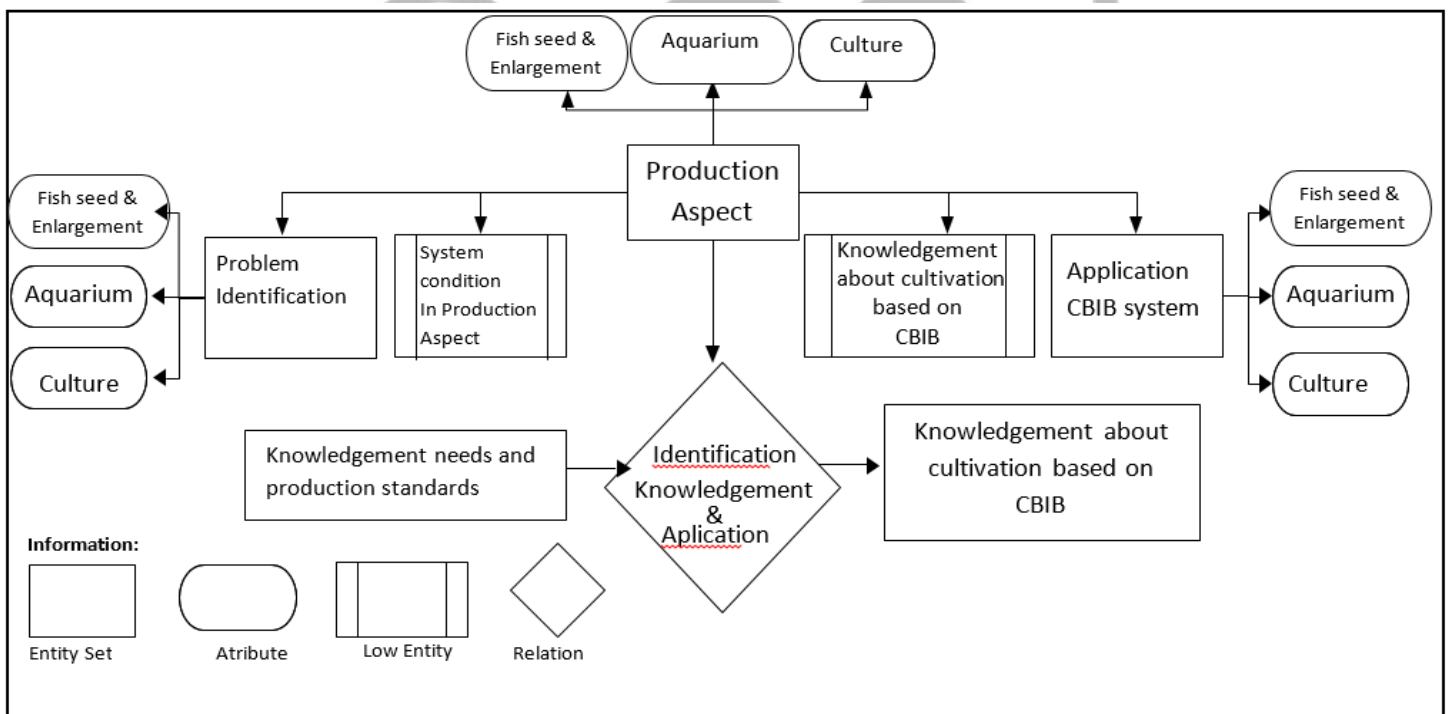 Fish seed &
Enlargement
Aquarium
Culture
Production
Aspect
Fish seed &
Enlargement
Aquarium
Culture
Problem
Identification
System
condition
In Production
Aspect
Knowledgement
about cultivation
based on
CBIB
Application
CBIB system
Fish seed &
Enlargement
Aquarium
Culture
Knowledgement needs and
production standards
Identification
Knowledgement
&
Aplication
Knowledgement about
cultivation based on
CBIB
Information:
Entity Set
Atribute
Low Entity
Relation